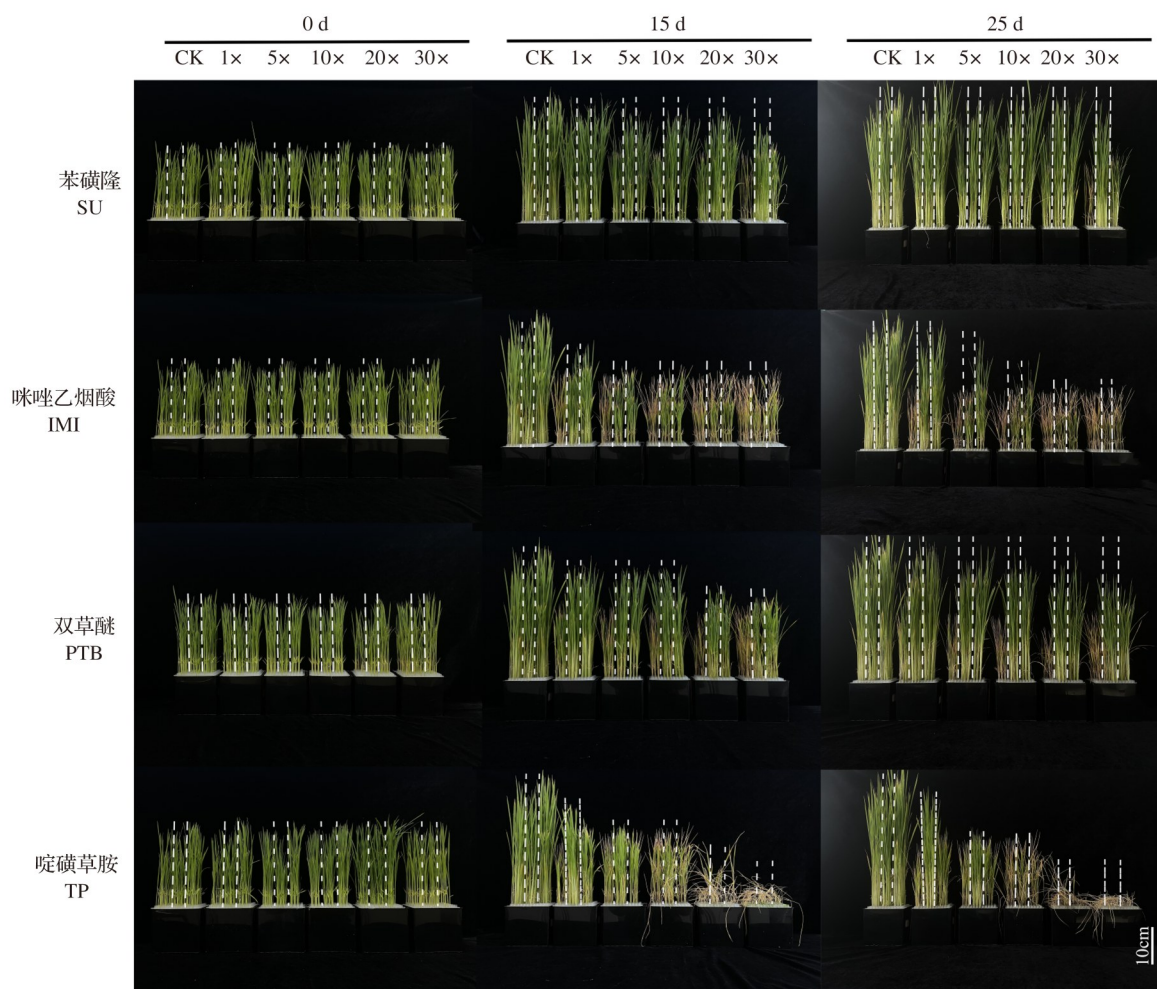 0 d 15 d 25 d
CK 1× 5× 10× 20× 30× CK 1× 5× 10× 20× 30× CK 1× 5× 10× 20× 30×
苯磺隆
SU
咪唑乙烟酸
IMI
双草醚
PTB
啶磺草胺
TP
10cm